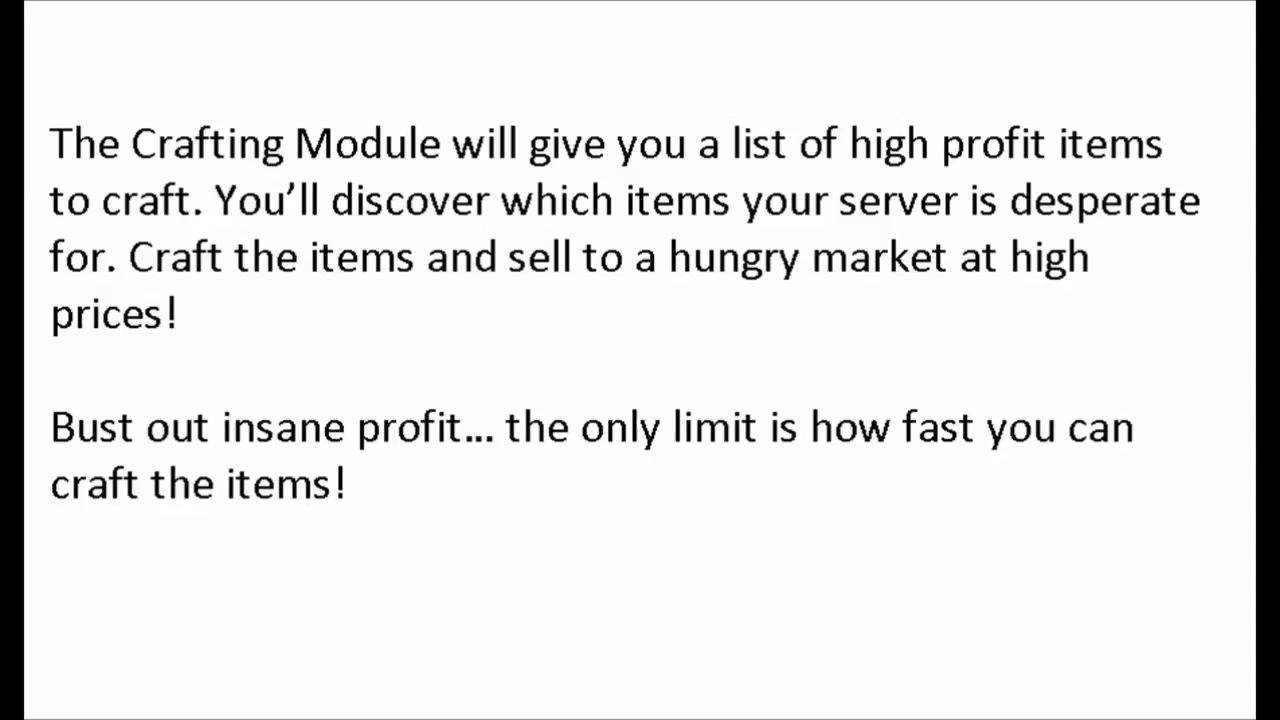 The Crafting Module will give you a list of high profit items
to craft. You’ll discover which items your server is desperate
for. Craft the items and sell to a hungry market at high
prices!
Bust out insane profit... the only limit is how fast you can
craft the items!